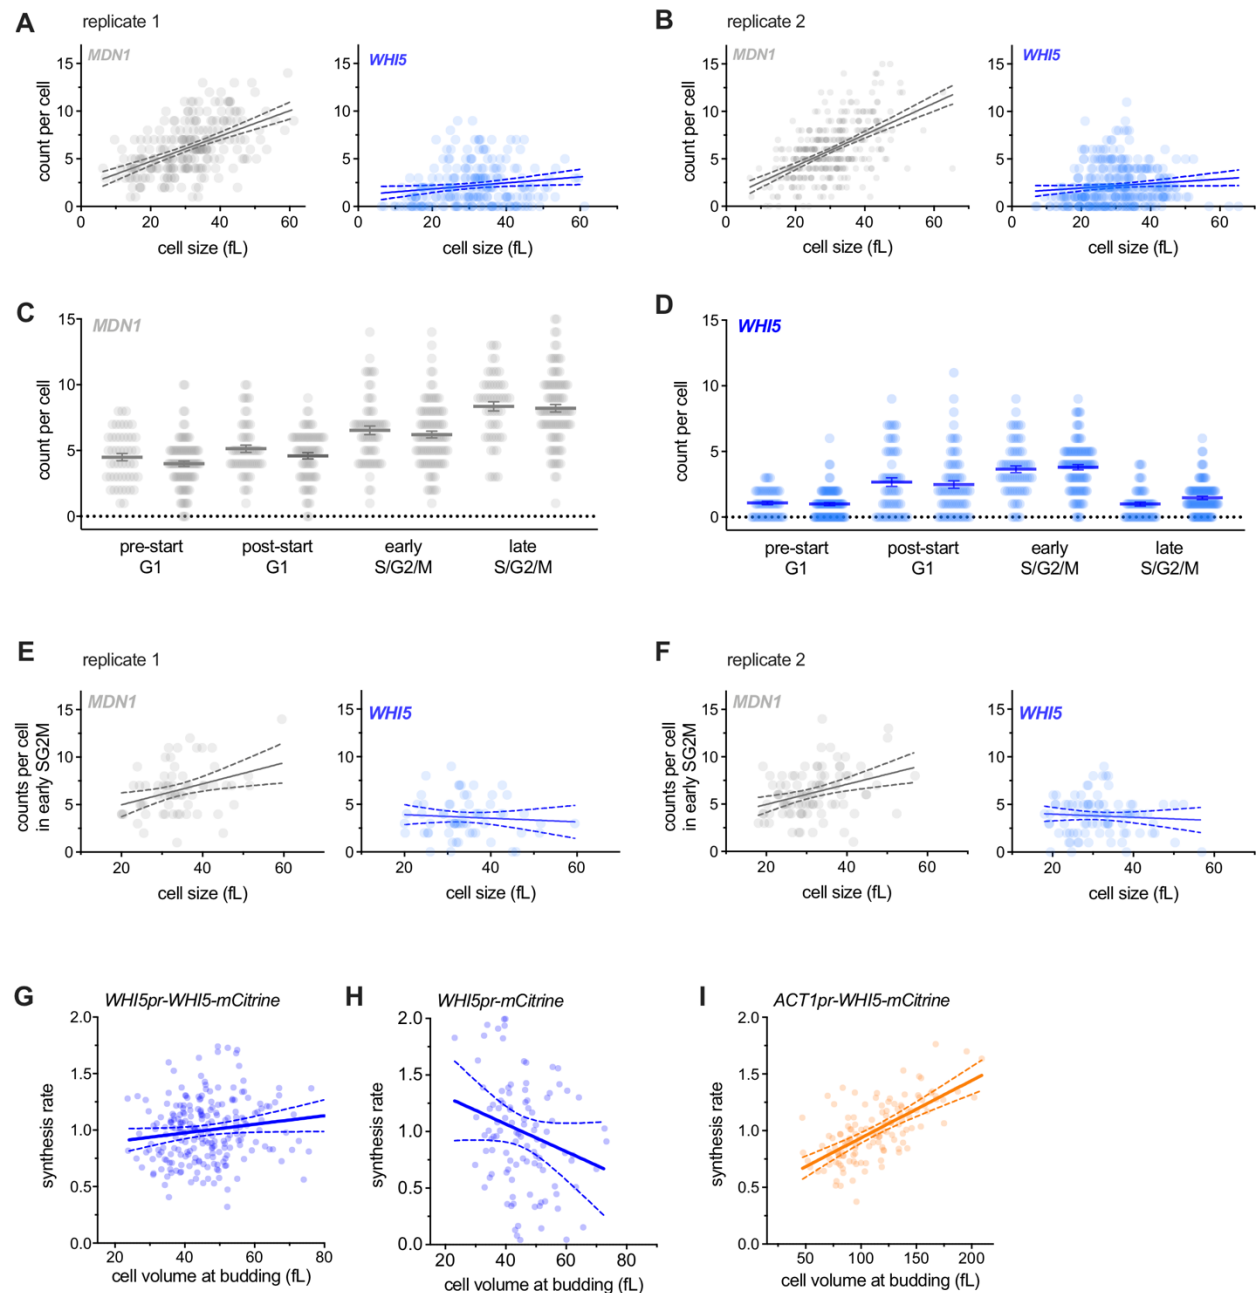 A
replicate 1
MDN1
WHI5
count per cell
15
10
5
0
0
20
40
60
cell size (fL)
15
10
5
0
0
20
40
60
cell size (fL)
B
replicate 2
MDN1
WHI5
count per cell
15
10
5
0
0
20
40
60
cell size (fL)
15
10
5
0
0
20
40
60
cell size (fL)
C
MDN1
count per cell
15
10
5
0
pre-start
G1
post-start
G1
early
S/G2/M
late
S/G2/M
D
WHI5
count per cell
15
10
5
0
pre-start
G1
post-start
G1
early
S/G2/M
late
S/G2/M
E
replicate 1
MDN1
WHI5
counts per cell
in early SG2M
15
10
5
0
20
40
60
cell size (fL)
15
10
5
0
20
40
60
cell size (fL)
F
replicate 2
MDN1
WHI5
counts per cell
in early SG2M
15
10
5
0
20
40
60
cell size (fL)
15
10
5
0
20
40
60
cell size (fL)
G
WHI5pr-WHI5-mCitrine
synthesis rate
2.0
1.5
1.0
0.5
0.0
20
40
60
80
cell volume at budding (fL)
H
WHI5pr-mCitrine
synthesis rate
2.0
1.5
1.0
0.5
0.0
20
40
60
80
cell volume at budding (fL)
I
ACT1pr-WHI5-mCitrine
synthesis rate
2.0
1.5
1.0
0.5
0.0
50
100
150
200
cell volume at budding (fL)